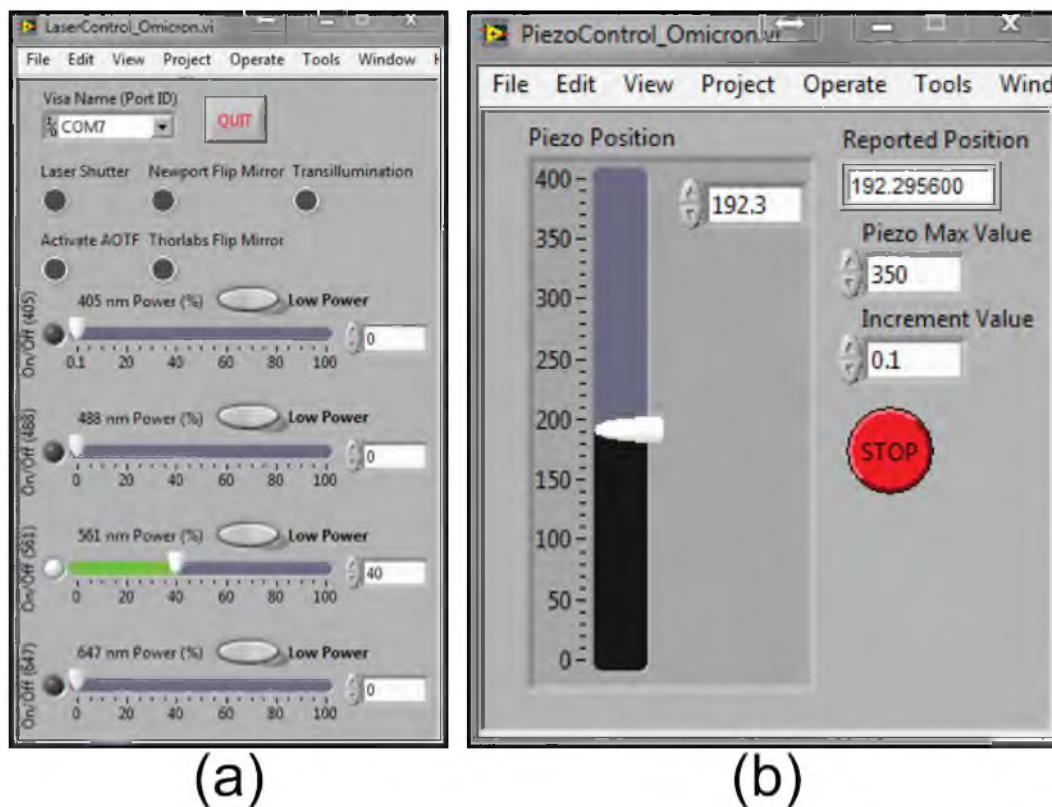 LaserControl_Omicron.vi
File Edit View Project Operate Tools Window
Visa Name (Port ID)
COM7
QUIT
Laser Shutter Newport Flip Mirror Transillumination
Activate AOTF Thorlabs Flip Mirror
On/Off (405)
405 nm Power (%) Low Power
0
0.1 20 40 60 80 100
On/Off (488)
488 nm Power (%) Low Power
0
0 20 40 60 80 100
On/Off (561)
561 nm Power (%) Low Power
40
0 20 40 60 80 100
On/Off (647)
647 nm Power (%) Low Power
0
0 20 40 60 80 100
(a)
PiezoControl_Omicron.vi
File Edit View Project Operate Tools Wind
Piezo Position
400
350
300
250
200
150
100
50
0
192.3
Reported Position
192.295600
Piezo Max Value
350
Increment Value
0.1
STOP
(b)